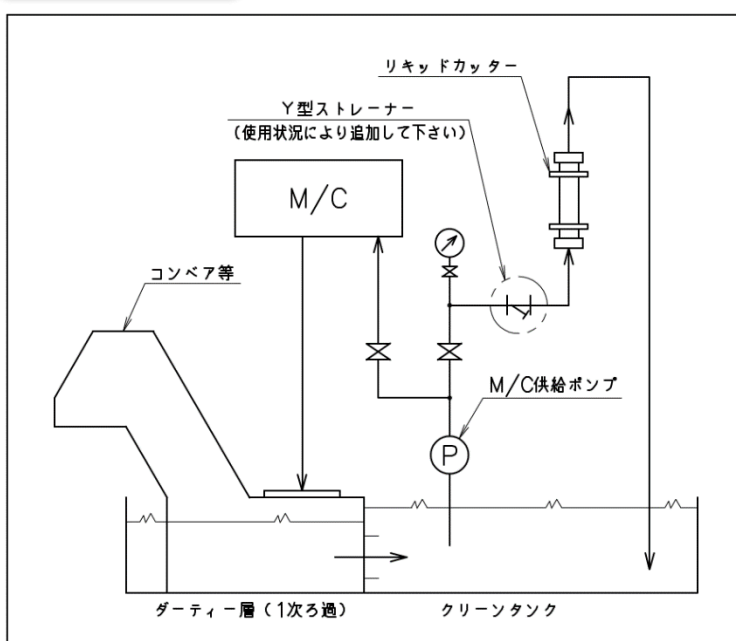 リキッドカッター
Y型ストレーナー
(使用状況により追加して下さい)
M/C
コンベア等
M/C供給ポンプ
P
ダーティー層(1次ろ過)
クリーンタンク